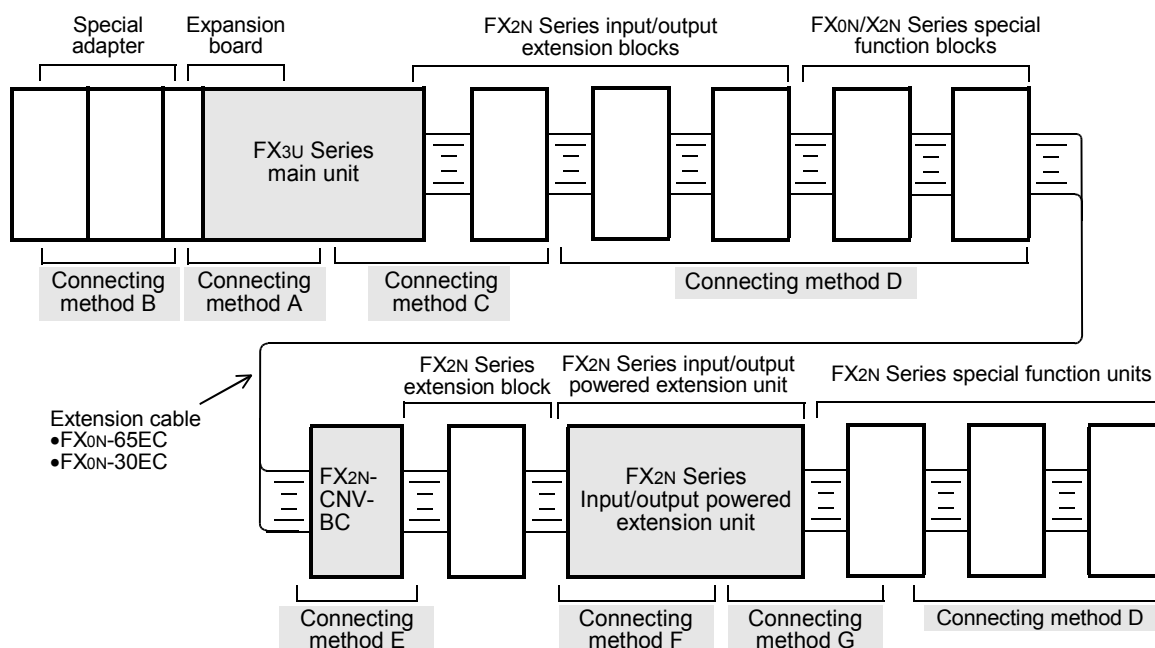 Special
adapter
Expansion
board
FX2N Series input/output
extension blocks
FX0N/X2N Series special
function blocks
FX3U Series
main unit
Connecting
method B
Connecting
method A
Connecting
method C
Connecting method D
Extension cable
•FX0N-65EC
•FX0N-30EC
FX2N Series
extension block
FX2N Series input/output
powered extension unit
FX2N Series special function units
FX2N-
CNV-
BC
FX2N Series
Input/output powered
extension unit
Connecting
method E
Connecting
method F
Connecting
method G
Connecting method D